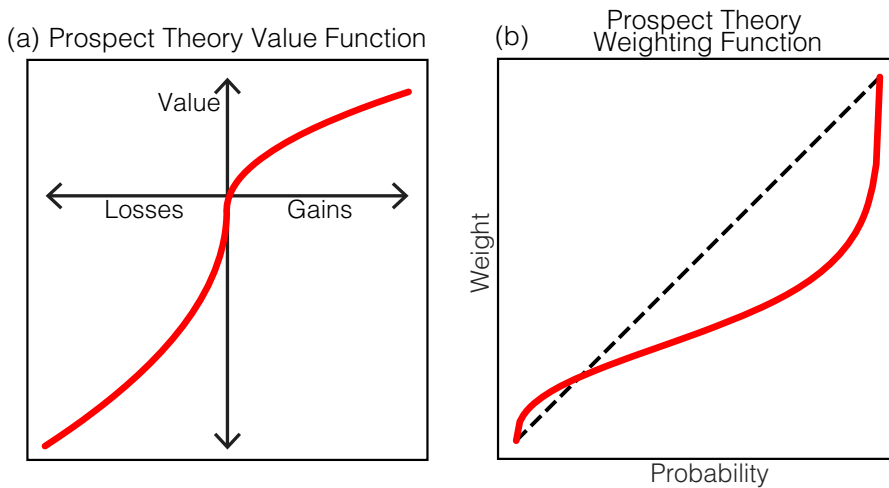 (a) Prospect Theory Value Function
Value
Losses
Gains
(b)
Prospect Theory
Weighting Function
Weight
Probability